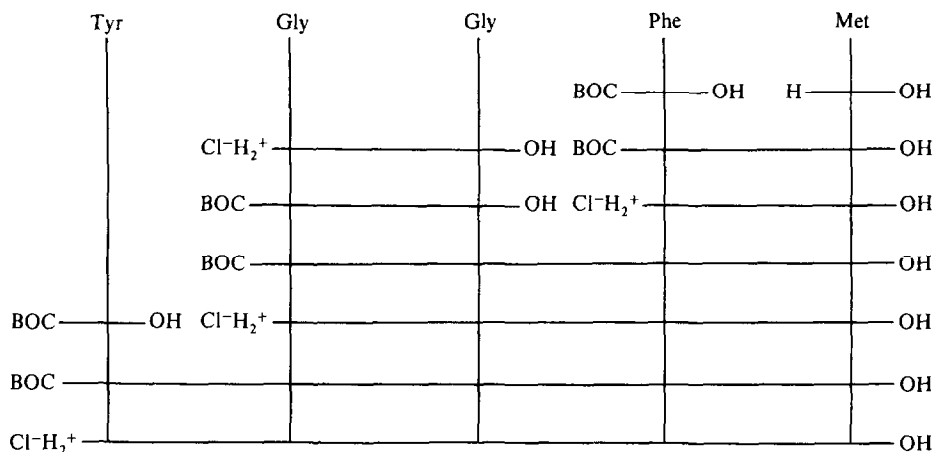 Tyr Gly Gly Phe Met
BOC OH H OH
Cl⁻H₂⁺ OH BOC OH
BOC OH Cl⁻H₂⁺ OH
BOC OH
BOC OH Cl⁻H₂⁺ OH
BOC OH
Cl⁻H₂⁺ OH